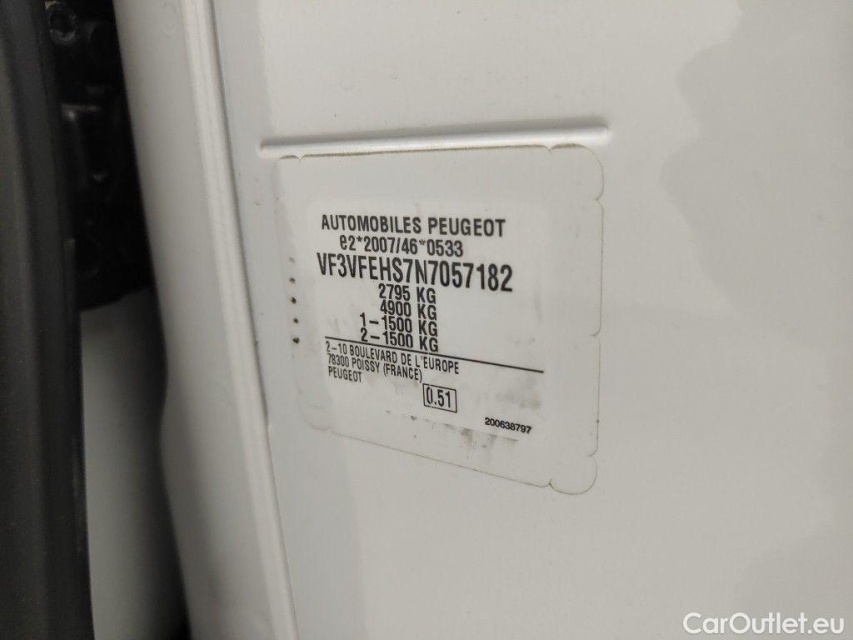 AUTOMOBILES PEUGEOT
e2*2007/46*0533
VF3VFEHS7N7057182
2795 KG
4900 KG
1-1500 KG
2-1500 KG
2-10 BOULEVARD DE L'EUROPE
78300 POISSY (FRANCE)
PEUGEOT
0.51
200638797
CarOutlet.eu